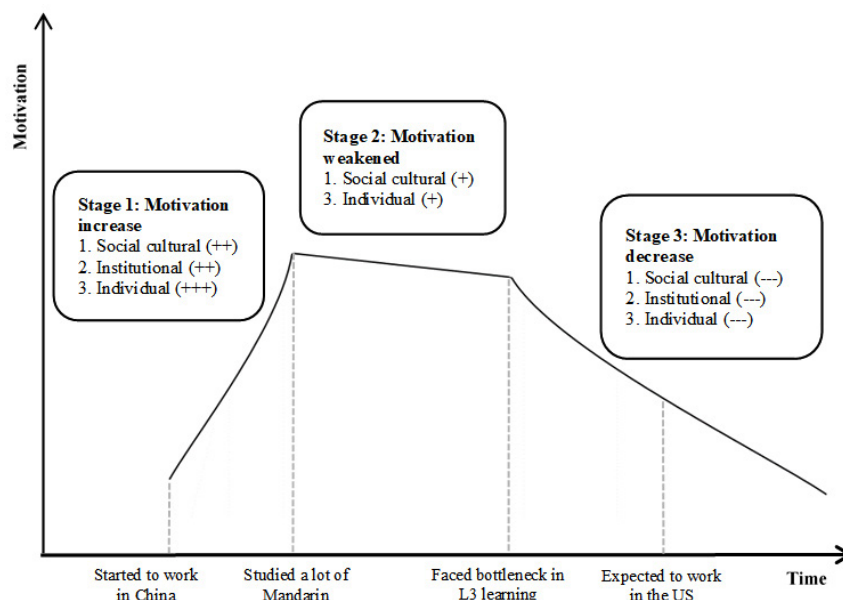 Motivation
Stage 1: Motivation
increase
1. Social cultural (++)
2. Institutional (++)
3. Individual (+++)
Stage 2: Motivation
weakened
1. Social cultural (+)
3. Individual (+)
Stage 3: Motivation
decrease
1. Social cultural (---)
2. Institutional (---)
3. Individual (---)
Started to work
in China
Studied a lot of
Mandarin
Faced bottleneck in
L3 learning
Expected to work
in the US
Time